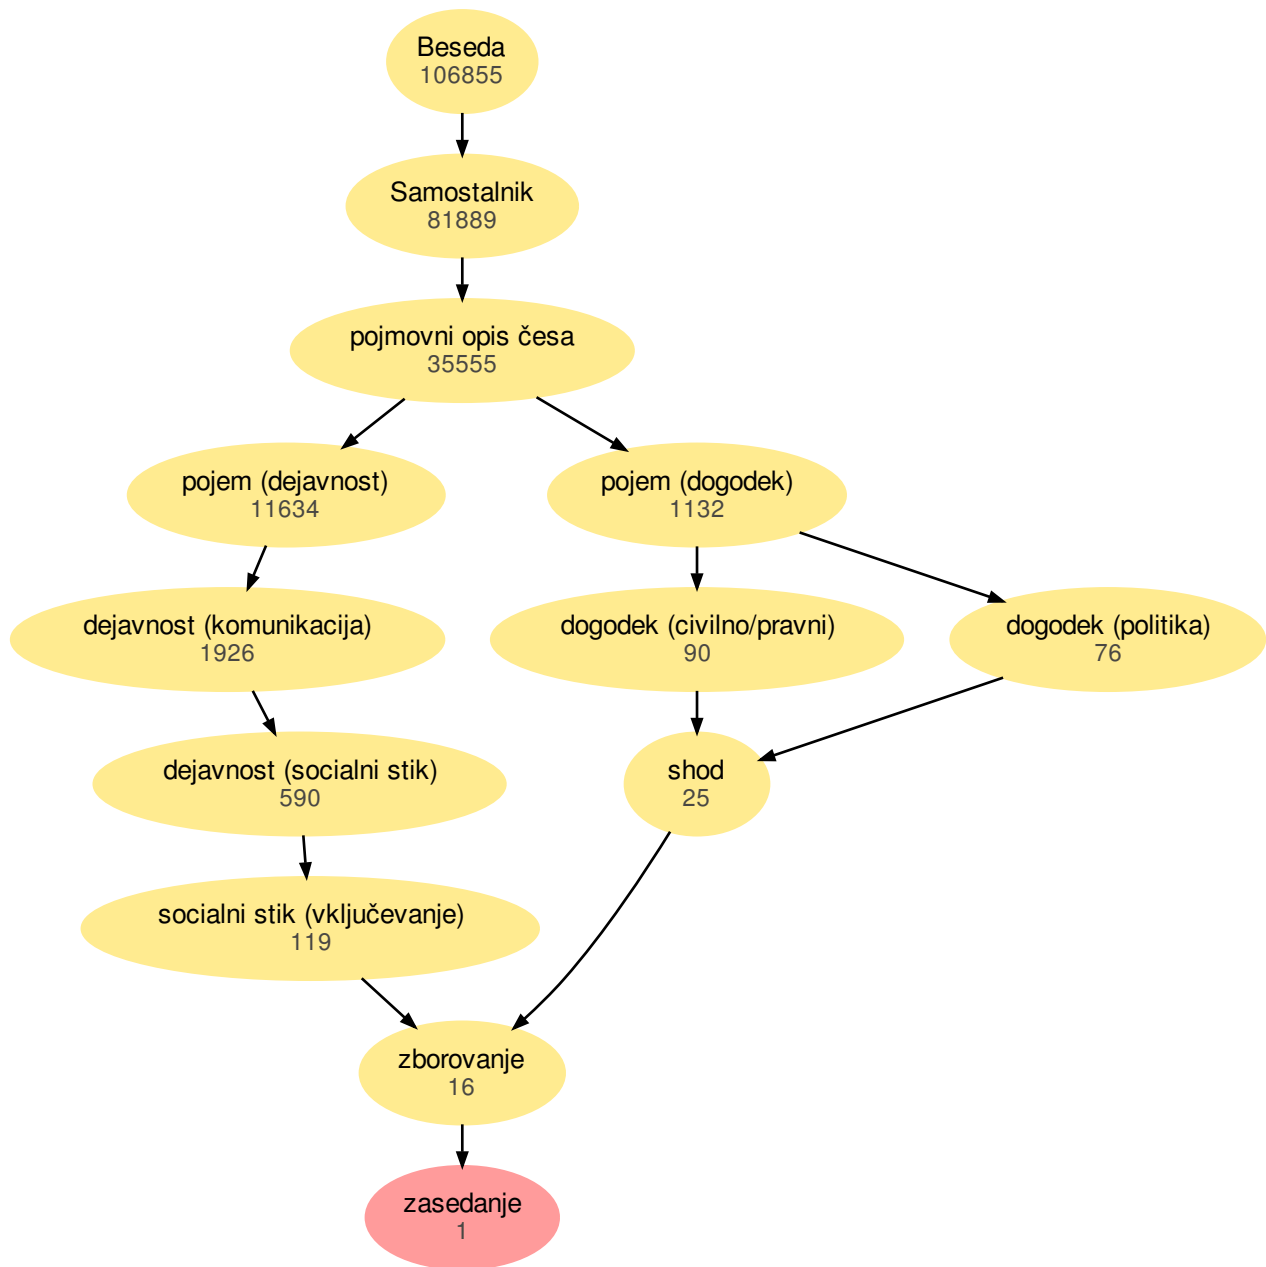 Beseda
106855
Samostalnik
81889
pojmovni opis česa
35555
pojem (dejavnost)
11634
pojem (dogodek)
1132
dejavnost (komunikacija)
1926
dogodek (civilno/pravni)
90
dogodek (politika)
76
dejavnost (socialni stik)
590
shod
25
socialni stik (vključevanje)
119
zborovanje
16
zasedanje
1